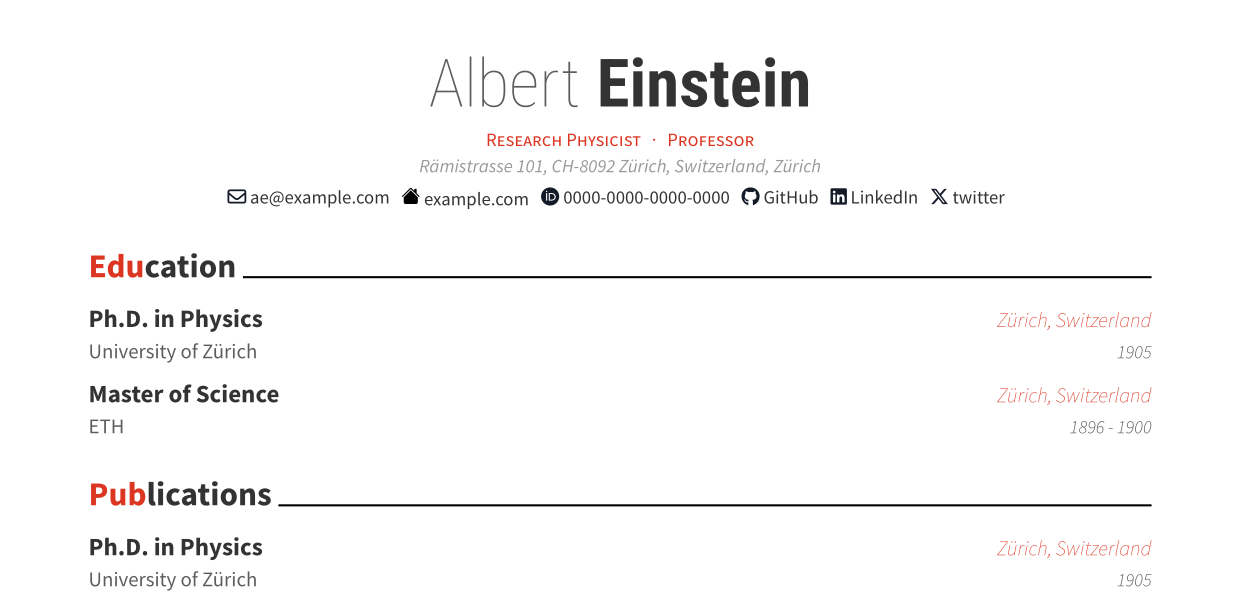 Albert Einstein
Research Physicist · Professor
Rämistrasse 101, CH-8092 Zürich, Switzerland, Zürich
ae@example.com example.com iD 0000-0000-0000-0000 GitHub in LinkedIn X twitter
Education
Ph.D. in Physics Zürich, Switzerland
University of Zürich 1905
Master of Science Zürich, Switzerland
ETH 1896 - 1900
Publications
Ph.D. in Physics Zürich, Switzerland
University of Zürich 1905